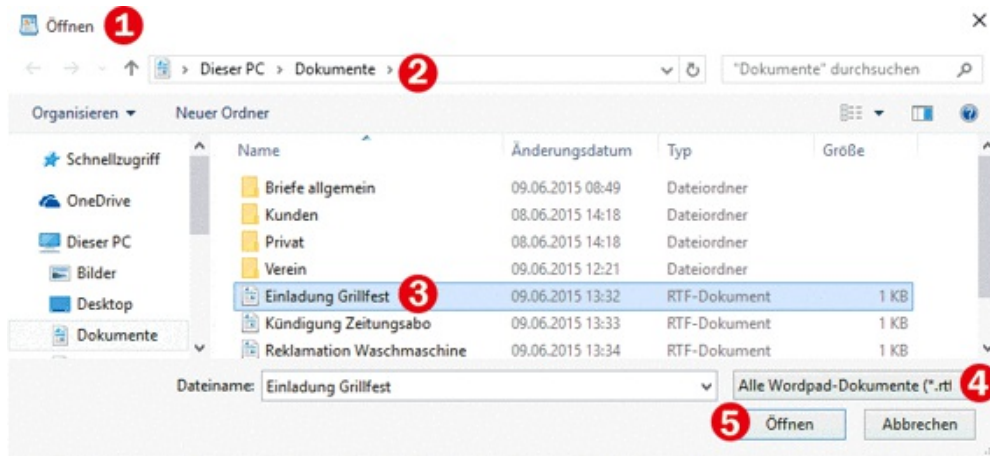 Öffnen 1
Dieser PC > Dokumente > 2 "Dokumente" durchsuchen
Organisieren Neuer Ordner
Schnellzugriff
OneDrive
Dieser PC
Bilder
Desktop
Dokumente
Name Änderungsdatum Typ Größe
Briefe allgemein 09.06.2015 08:49 Dateiordner
Kunden 08.06.2015 14:18 Dateiordner
Privat 08.06.2015 14:18 Dateiordner
Verein 09.06.2015 12:21 Dateiordner
Einladung Grillfest 3 09.06.2015 13:32 RTF-Dokument 1 KB
Kündigung Zeitungsabo 09.06.2015 13:33 RTF-Dokument 1 KB
Reklamation Waschmaschine 09.06.2015 13:34 RTF-Dokument 1 KB
Dateiname: Einladung Grillfest Alle Wordpad-Dokumente (*.rtf 4
5 Öffnen Abbrechen